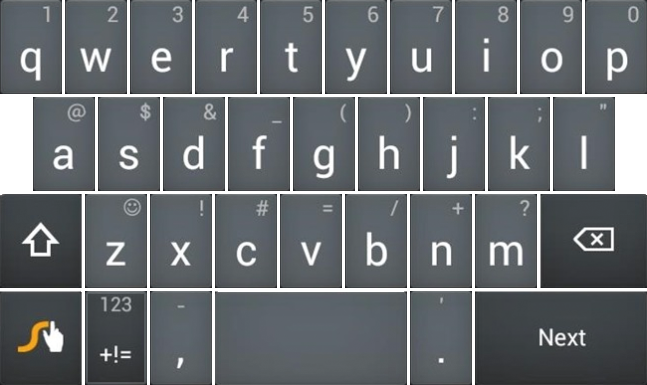 1 2 3 4 5 6 7 8 9 0
q w e r t y u i o p
@ $ & _ ( ) : ; "
a s d f g h j k l
☺ ! # = / + ?
z x c v b n m
123 - '
+!= , . Next